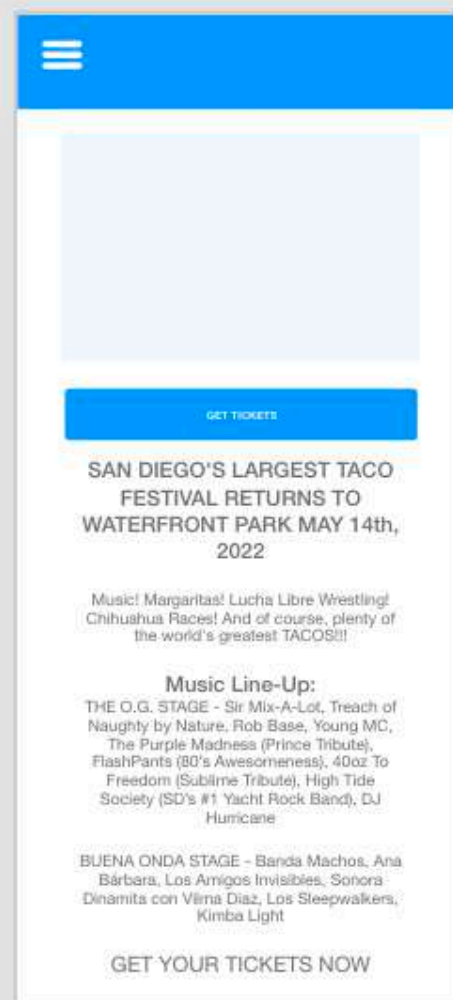 GET TICKETS
SAN DIEGO'S LARGEST TACO
FESTIVAL RETURNS TO
WATERFRONT PARK MAY 14th,
2022
Music! Margaritas! Lucha Libre Wrestling!
Chihuahua Races! And of course, plenty of
the world's greatest TACOS!!!
Music Line-Up:
THE O.G. STAGE - Sir Mix-A-Lot, Treach of
Naughty by Nature, Rob Base, Young MC,
The Purple Madness (Prince Tribute),
FlashPants (80's Awesomeness), 40oz To
Freedom (Sublime Tribute), High Tide
Society (SD's #1 Yacht Rock Band), DJ
Hurricane
BUENA ONDA STAGE - Banda Machos, Ana
Bárbara, Los Amigos Invisibles, Sonora
Dinamita con Vilma Diaz, Los Sleepwalkers,
Kimba Light
GET YOUR TICKETS NOW